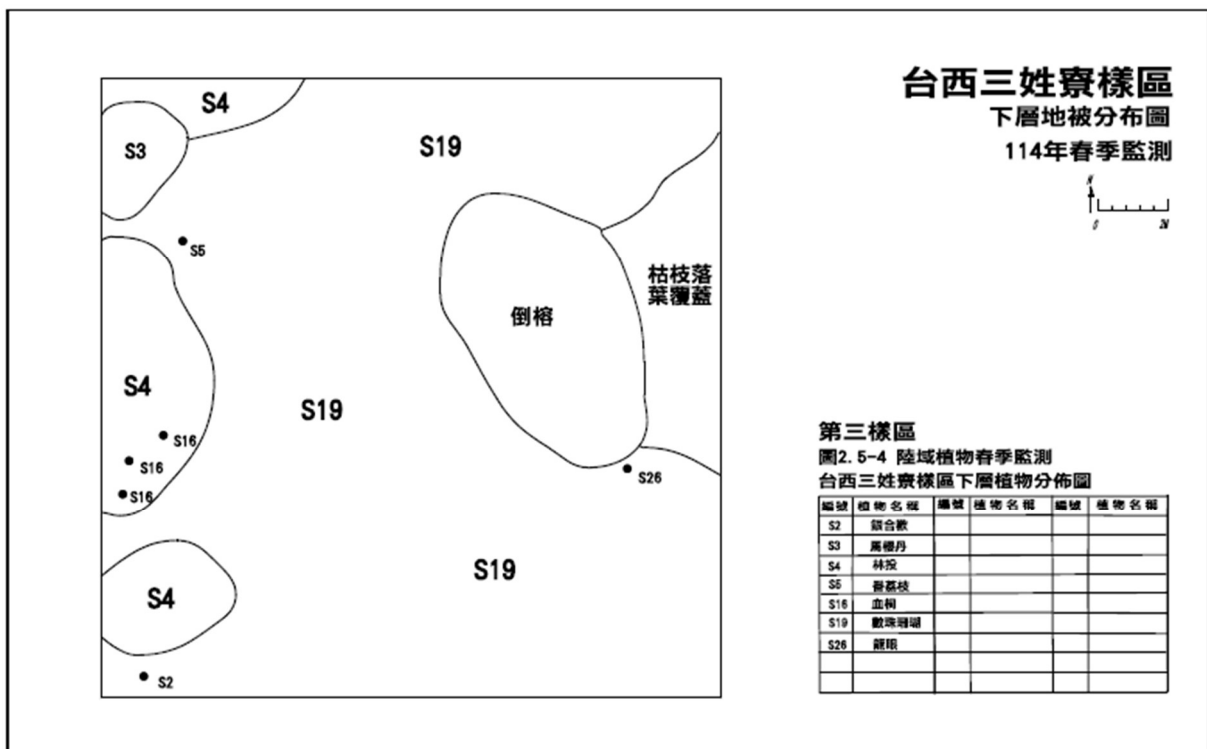 台西三姓寮樣區
下層地被分布圖
114年春季監測
N
0 2M
S4
S3
S19
S5
枯枝落
葉覆蓋
倒榕
S4
S19
S16
S16
S16
S26
S19
S4
S2
第三樣區
圖2.5-4 陸域植物春季監測
台西三姓寮樣區下層植物分佈圖
編號 植物名稱 編號 植物名稱 編號 植物名稱
S2 銀合歡
S3 馬櫻丹
S4 林投
S5 番荔枝
S16 血桐
S19 數珠珊瑚
S26 龍眼